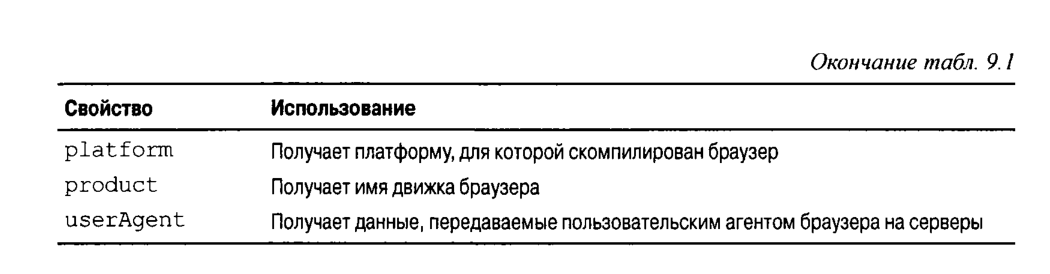 Окончание табл. 9.1
Свойство Использование
platform Получает платформу, для которой скомпилирован браузер
product Получает имя движка браузера
userAgent Получает данные, передаваемые пользовательским агентом браузера на серверы